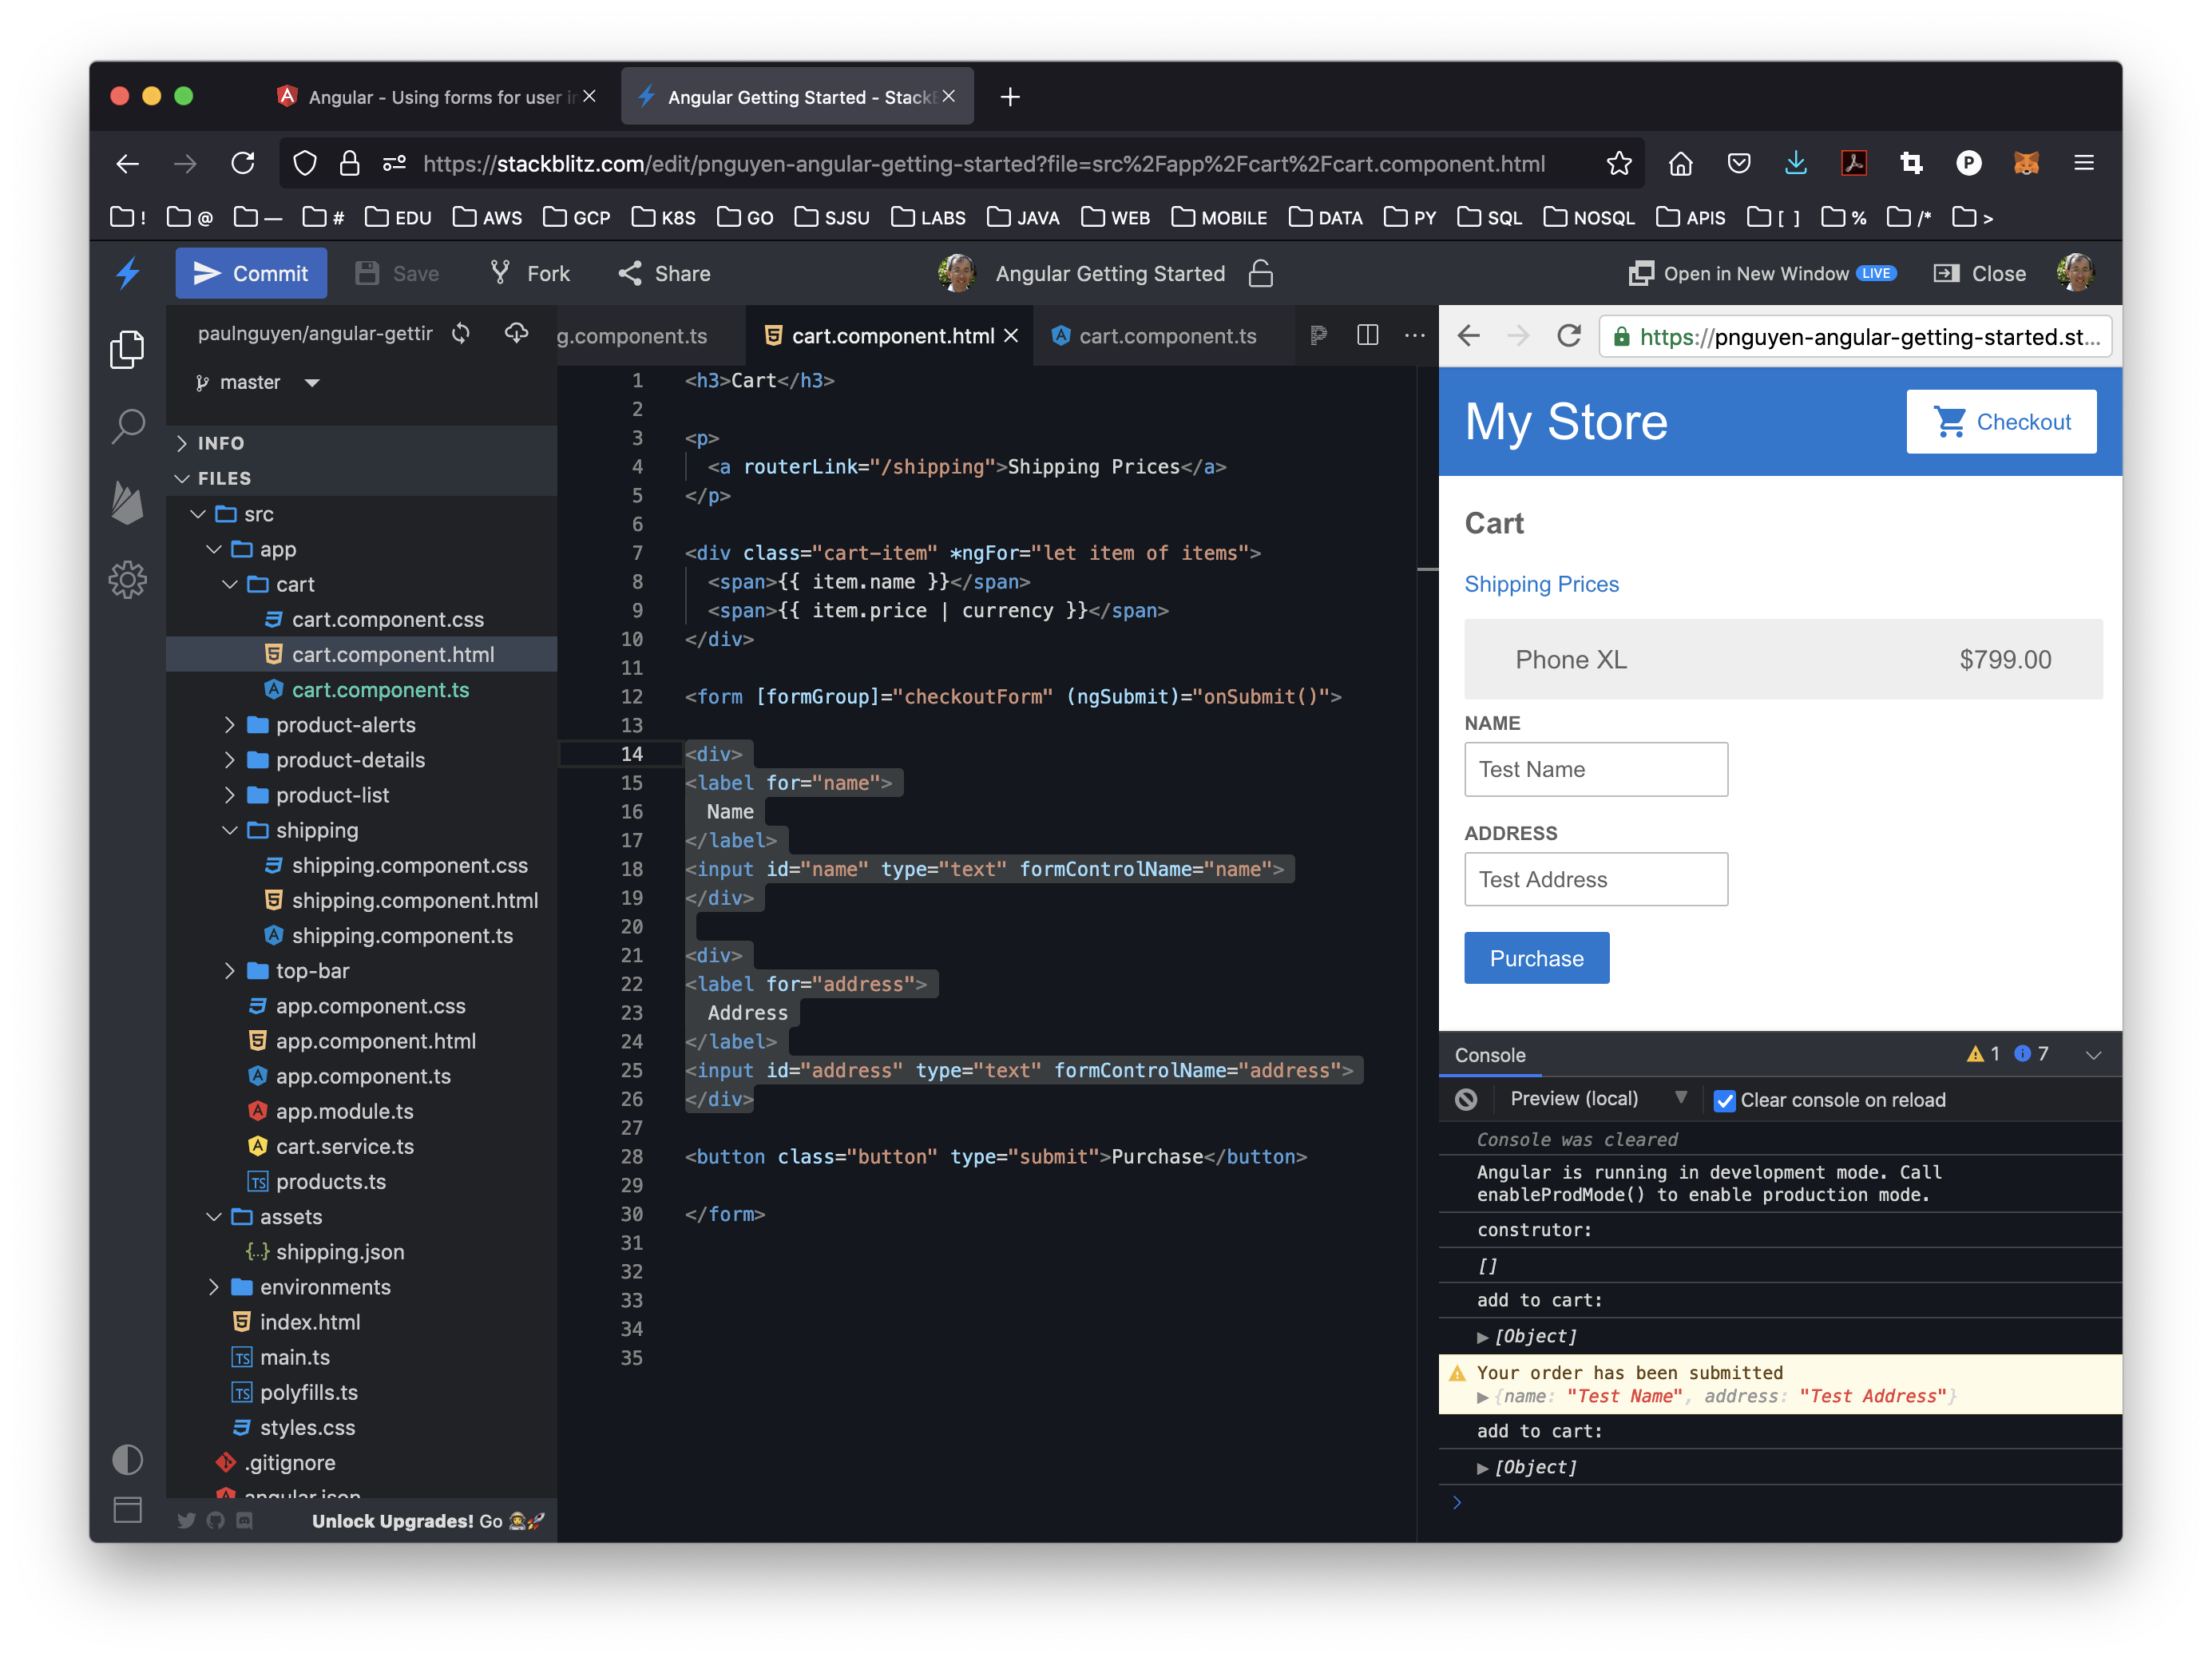 Angular - Using forms for user in
Angular Getting Started - StackB
https://stackblitz.com/edit/pnguyen-angular-getting-started?file=src%2Fapp%2Fcart%2Fcart.component.html
! @ — # EDU AWS GCP K8S GO SJSU LABS JAVA WEB MOBILE DATA PY SQL NOSQL APIS [ ] % /* >
Commit Save Fork Share Angular Getting Started Open in New Window LIVE Close
paulnguyen/angular-gettir
master
INFO
FILES
src
app
cart
cart.component.css
cart.component.html
cart.component.ts
product-alerts
product-details
product-list
shipping
shipping.component.css
shipping.component.html
shipping.component.ts
top-bar
app.component.css
app.component.html
app.component.ts
app.module.ts
cart.service.ts
products.ts
assets
shipping.json
environments
index.html
main.ts
polyfills.ts
styles.css
.gitignore
angular.json
Unlock Upgrades! Go
g.component.ts cart.component.html cart.component.ts
1 <h3>Cart</h3>
2
3 <p>
4 <a routerLink="/shipping">Shipping Prices</a>
5 </p>
6
7 <div class="cart-item" *ngFor="let item of items">
8 <span>{{ item.name }}</span>
9 <span>{{ item.price | currency }}</span>
10 </div>
11
12 <form [formGroup]="checkoutForm" (ngSubmit)="onSubmit()">
13
14 <div>
15 <label for="name">
16 Name
17 </label>
18 <input id="name" type="text" formControlName="name">
19 </div>
20
21 <div>
22 <label for="address">
23 Address
24 </label>
25 <input id="address" type="text" formControlName="address">
26 </div>
27
28 <button class="button" type="submit">Purchase</button>
29
30 </form>
31
32
33
34
35
https://pnguyen-angular-getting-started.st...
My Store
Checkout
Cart
Shipping Prices
Phone XL $799.00
NAME
Test Name
ADDRESS
Test Address
Purchase
Console 1 7
Preview (local) Clear console on reload
Console was cleared
Angular is running in development mode. Call
enableProdMode() to enable production mode.
construtor:
[]
add to cart:
[Object]
Your order has been submitted
{name: "Test Name", address: "Test Address"}
add to cart:
[Object]